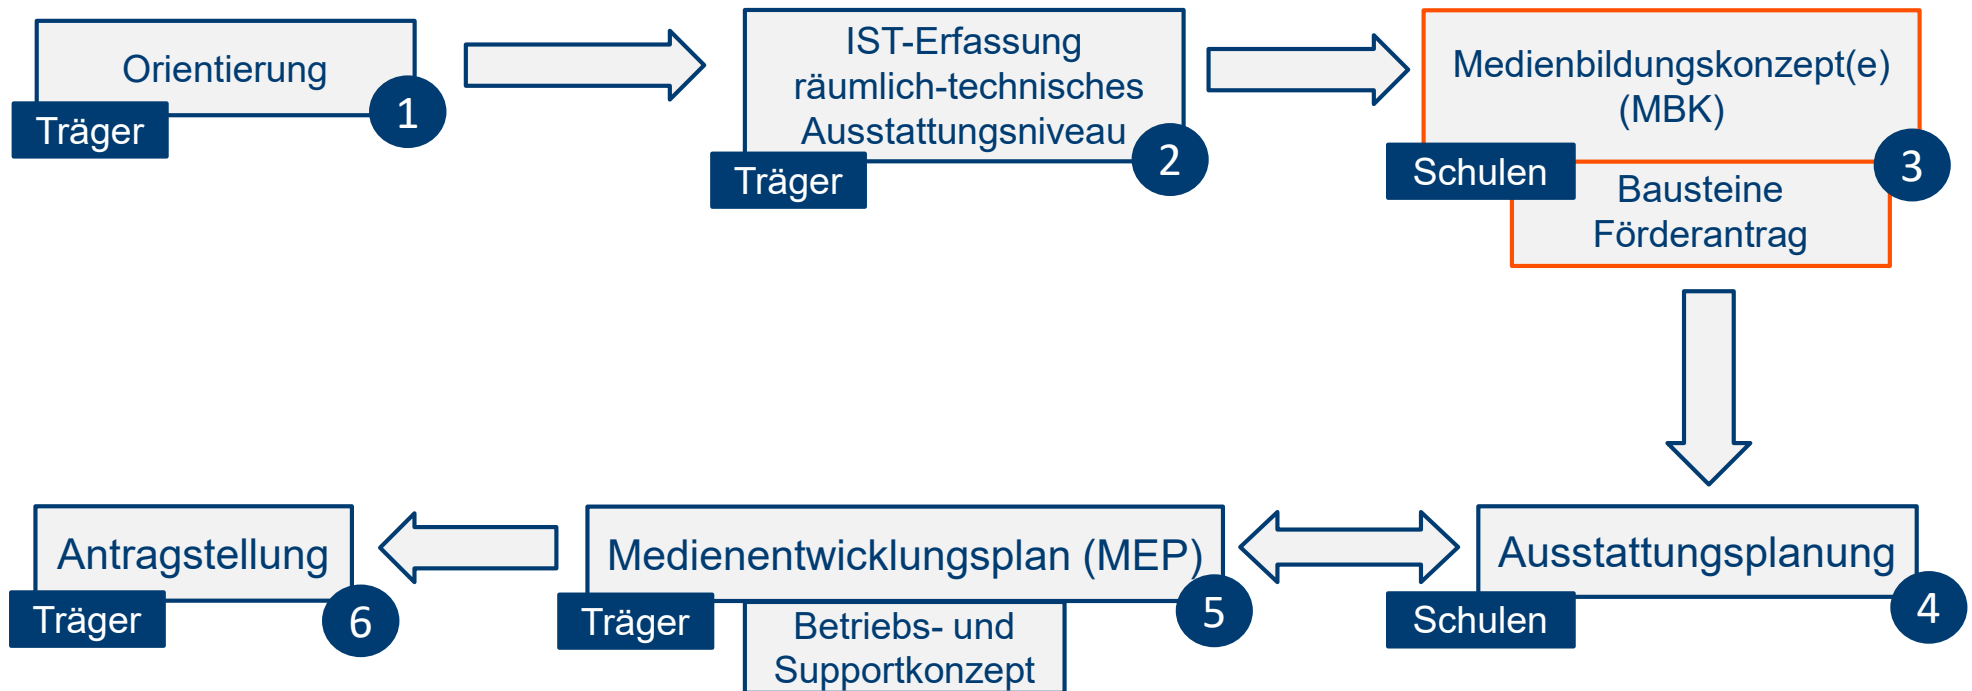 Orientierung
Träger
1
IST-Erfassung
räumlich-technisches
Ausstattungsniveau
Träger
2
Medienbildungskonzept(e)
(MBK)
Schulen
3
Bausteine
Förderantrag
Ausstattungsplanung
Schulen
4
Medienentwicklungsplan (MEP)
Träger
5
Betriebs- und
Supportkonzept
Antragstellung
Träger
6